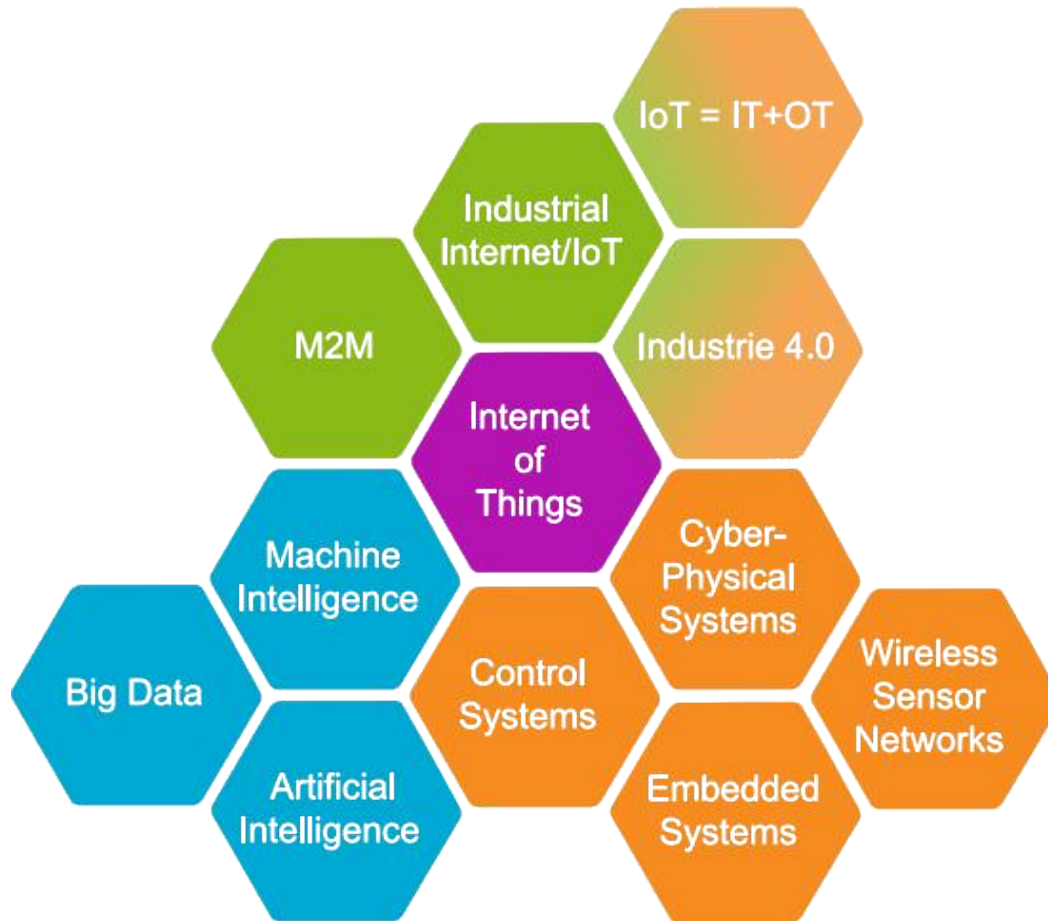 IoT = IT+OT
Industrial
Internet/IoT
M2M
Industrie 4.0
Internet
of
Things
Machine
Intelligence
Cyber-
Physical
Systems
Big Data
Control
Systems
Wireless
Sensor
Networks
Artificial
Intelligence
Embedded
Systems